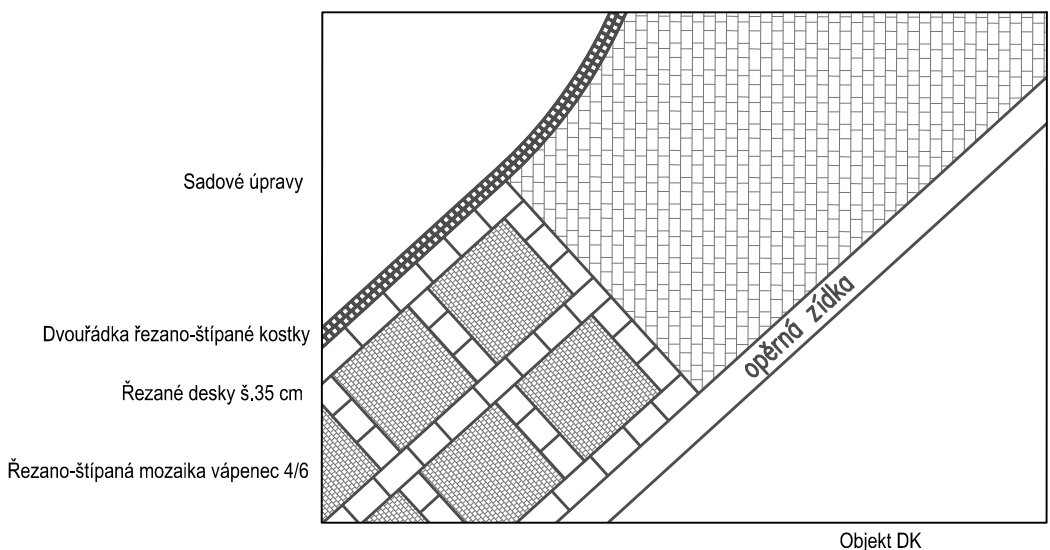 Sadové úpravy
opěrná zídka
Dvouřádka řezano-štípané kostky
Řezané desky š.35 cm
Řezano-štípaná mozaika vápenec 4/6
Objekt DK